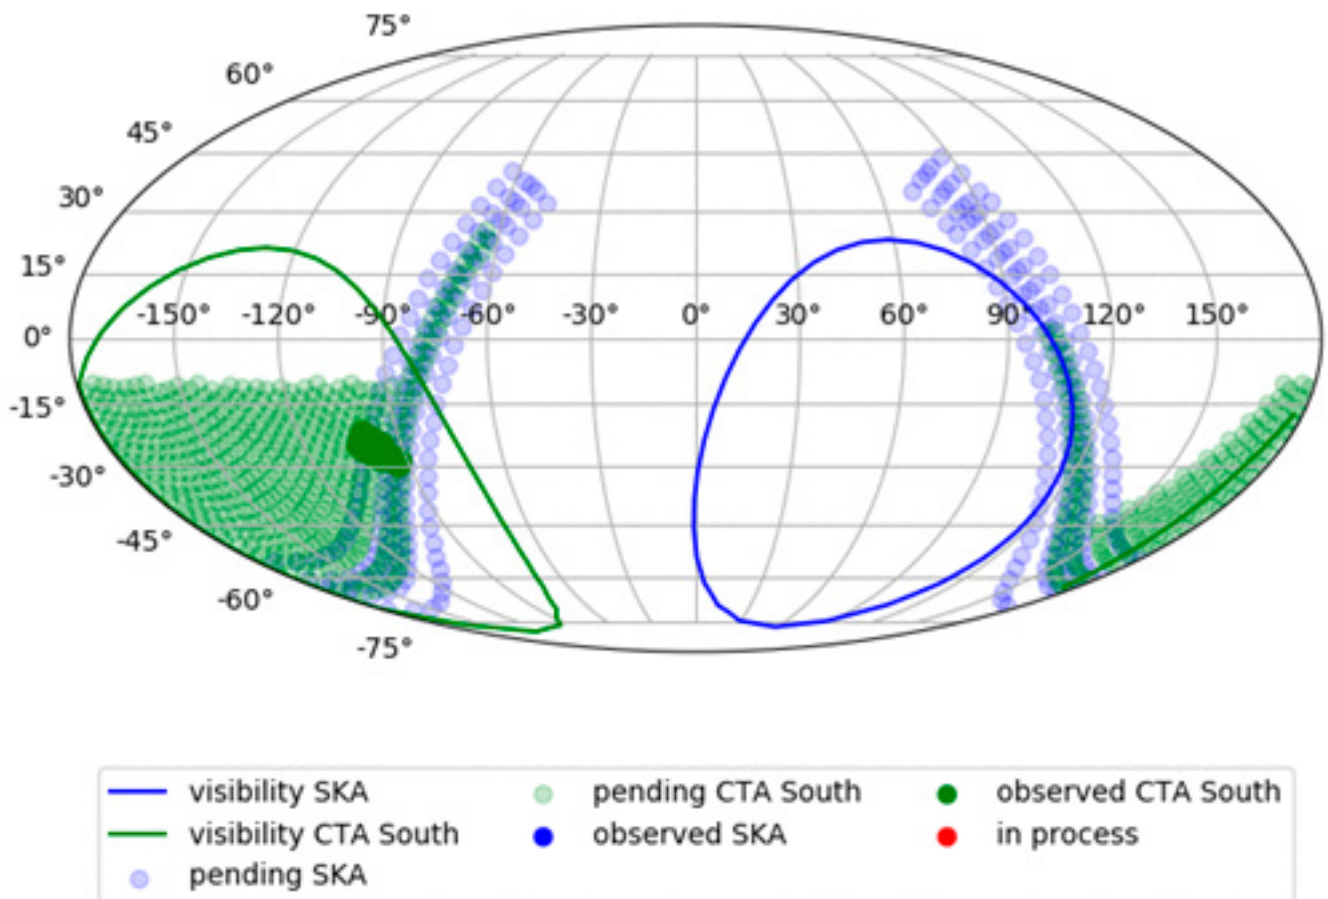 75°
60°
45°
30°
15°
-150° -120° -90° -60° -30° 0° 30° 60° 90° 120° 150°
0°
-15°
-30°
-45°
-60°
-75°
visibility SKA pending CTA South observed CTA South
visibility CTA South observed SKA in process
pending SKA